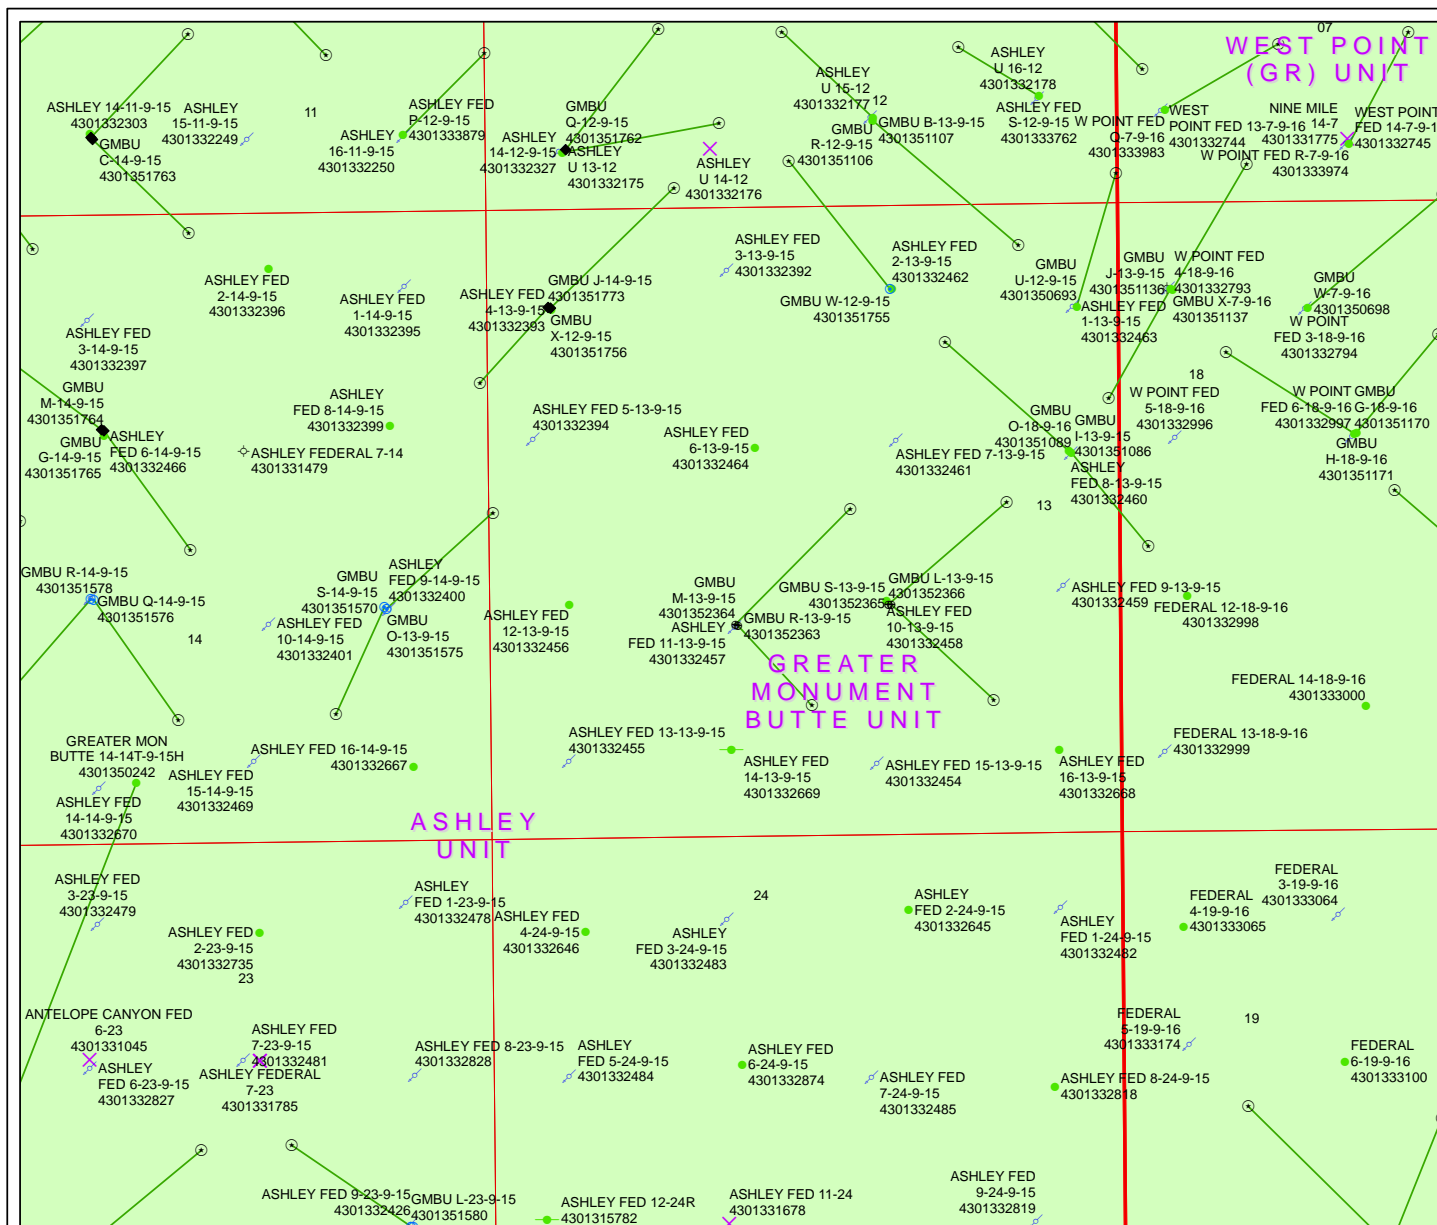 07
WEST POINT
(GR) UNIT
ASHLEY 14-11-9-15
4301332303
GMBU
C-14-9-15
4301351763
ASHLEY
15-11-9-15
4301332249
11
ASHLEY FED
P-12-9-15
4301333879
ASHLEY
16-11-9-15
4301332250
GMBU
Q-12-9-15
4301351762
ASHLEY
14-12-9-15
4301332327
ASHLEY
U 13-12
4301332175
ASHLEY
U 14-12
4301332176
ASHLEY
U 15-12
4301332177
12
GMBU B-13-9-15
4301351107
GMBU
R-12-9-15
4301351106
ASHLEY
U 16-12
4301332178
ASHLEY FED
S-12-9-15
4301333762
W POINT FED
Q-7-9-16
4301333983
WEST
POINT FED 13-7-9-16
4301332744
NINE MILE
14-7
4301331775
WEST POINT
FED 14-7-9-1
4301332745
W POINT FED R-7-9-16
4301333974
ASHLEY FED
2-14-9-15
4301332396
ASHLEY FED
1-14-9-15
4301332395
ASHLEY FED
3-14-9-15
4301332397
GMBU J-14-9-15
4301351773
ASHLEY FED
4-13-9-15
4301332393
GMBU
X-12-9-15
4301351756
ASHLEY FED
3-13-9-15
4301332392
ASHLEY FED
2-13-9-15
4301332462
GMBU W-12-9-15
4301351755
GMBU
U-12-9-15
4301350693
ASHLEY FED
1-13-9-15
4301332463
GMBU
J-13-9-15
4301351136
W POINT FED
4-18-9-16
4301332793
GMBU X-7-9-16
4301351137
GMBU
W-7-9-16
4301350698
W POINT
FED 3-18-9-16
4301332794
GMBU
M-14-9-15
4301351764
GMBU
G-14-9-15
4301351765
ASHLEY
FED 6-14-9-15
4301332466
ASHLEY
FED 8-14-9-15
4301332399
ASHLEY FEDERAL 7-14
4301331479
ASHLEY FED 5-13-9-15
4301332394
ASHLEY FED
6-13-9-15
4301332464
ASHLEY FED 7-13-9-15
4301332461
GMBU
O-18-9-16
4301351089
GMBU
I-13-9-15
4301351086
ASHLEY
FED 8-13-9-15
4301332460
18
W POINT FED
5-18-9-16
4301332996
W POINT
FED 6-18-9-16
4301332997
GMBU
G-18-9-16
4301351170
GMBU
H-18-9-16
4301351171
13
GMBU R-14-9-15
4301351578
GMBU Q-14-9-15
4301351576
14
GMBU
S-14-9-15
4301351570
ASHLEY
FED 9-14-9-15
4301332400
GMBU
O-13-9-15
4301351575
ASHLEY FED
10-14-9-15
4301332401
ASHLEY FED
12-13-9-15
4301332456
GMBU
M-13-9-15
4301352364
GMBU R-13-9-15
4301352363
ASHLEY
FED 11-13-9-15
4301332457
GMBU S-13-9-15
4301352365
GMBU L-13-9-15
4301352366
ASHLEY FED
10-13-9-15
4301332458
ASHLEY FED 9-13-9-15
4301332459
FEDERAL 12-18-9-16
4301332998
GREATER
MONUMENT
BUTTE UNIT
FEDERAL 14-18-9-16
4301333000
GREATER MON
BUTTE 14-14T-9-15H
4301350242
ASHLEY FED
14-14-9-15
4301332670
ASHLEY FED
15-14-9-15
4301332469
ASHLEY FED 16-14-9-15
4301332667
ASHLEY FED 13-13-9-15
4301332455
ASHLEY FED
14-13-9-15
4301332669
ASHLEY FED 15-13-9-15
4301332454
ASHLEY FED
16-13-9-15
4301332668
FEDERAL 13-18-9-16
4301332999
ASHLEY
UNIT
ASHLEY FED
3-23-9-15
4301332479
ASHLEY FED
2-23-9-15
4301332735
23
ASHLEY
FED 1-23-9-15
4301332478
ASHLEY FED
4-24-9-15
4301332646
24
ASHLEY
FED 3-24-9-15
4301332483
ASHLEY
FED 2-24-9-15
4301332645
ASHLEY
FED 1-24-9-15
4301332482
FEDERAL
4-19-9-16
4301333065
FEDERAL
3-19-9-16
4301333064
ANTELOPE CANYON FED
6-23
4301331045
ASHLEY
FED 6-23-9-15
4301332827
ASHLEY FED
7-23-9-15
4301332481
ASHLEY FEDERAL
7-23
4301331785
ASHLEY FED 8-23-9-15
4301332828
ASHLEY
FED 5-24-9-15
4301332484
ASHLEY FED
6-24-9-15
4301332874
ASHLEY FED
7-24-9-15
4301332485
ASHLEY FED 8-24-9-15
4301332818
FEDERAL
5-19-9-16
4301333174
19
FEDERAL
6-19-9-16
4301333100
ASHLEY FED 9-23-9-15
4301332426
GMBU L-23-9-15
4301351580
ASHLEY FED 12-24R
4301315782
ASHLEY FED 11-24
4301331678
ASHLEY FED
9-24-9-15
4301332819